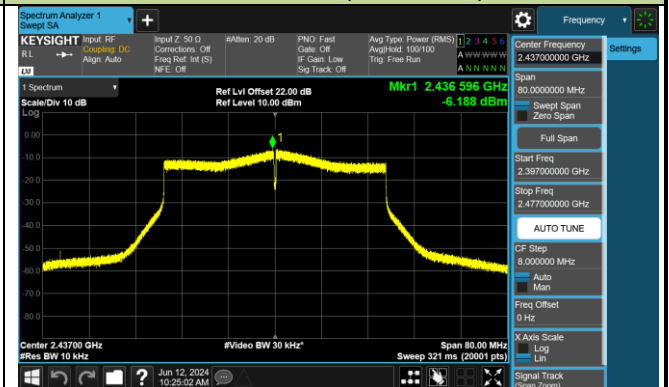 Spectrum Analyzer 1
Swept SA
+
Frequency
KEYSIGHT
RL
LXI
Input: RF
Coupling: DC
Align: Auto
Input Z: 50 Ω
Corrections: Off
Freq Ref: Int (S)
NFE: Off
#Atten: 20 dB
PNO: Fast
Gate: Off
IF Gain: Low
Sig Track: Off
Avg Type: Power (RMS)
Avg|Hold: 100/100
Trig: Free Run
1 2 3 4 5 6
A W W W W W
A N N N N N
1 Spectrum
Scale/Div 10 dB
Log
Ref Lvl Offset 22.00 dB
Ref Level 10.00 dBm
Mkr1 2.436 596 GHz
-6.188 dBm
1
0.00
-10.0
-20.0
-30.0
-40.0
-50.0
-60.0
-70.0
-80.0
Center 2.43700 GHz
#Res BW 10 kHz
#Video BW 30 kHz*
Span 80.00 MHz
Sweep 321 ms (20001 pts)
Center Frequency
2.437000000 GHz
Settings
Span
80.0000000 MHz
Swept Span
Zero Span
Full Span
Start Freq
2.397000000 GHz
Stop Freq
2.477000000 GHz
AUTO TUNE
CF Step
8.000000 MHz
Auto
Man
Freq Offset
0 Hz
X Axis Scale
Log
Lin
Signal Track
(Span Zoom)
?
Jun 12, 2024
10:25:02 AM